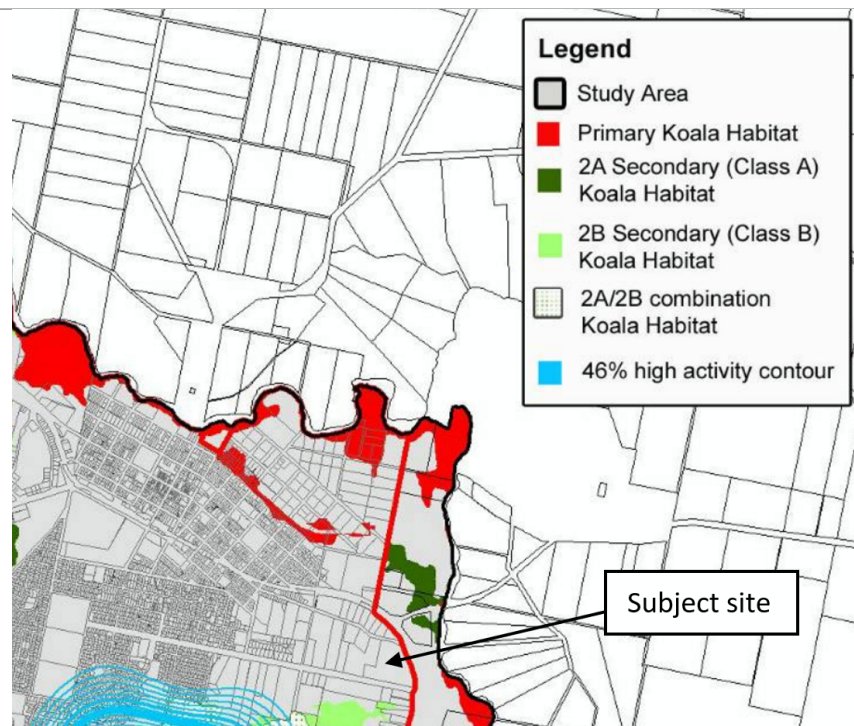 Legend
Study Area
Primary Koala Habitat
2A Secondary (Class A)
Koala Habitat
2B Secondary (Class B)
Koala Habitat
2A/2B combination
Koala Habitat
46% high activity contour
Subject site